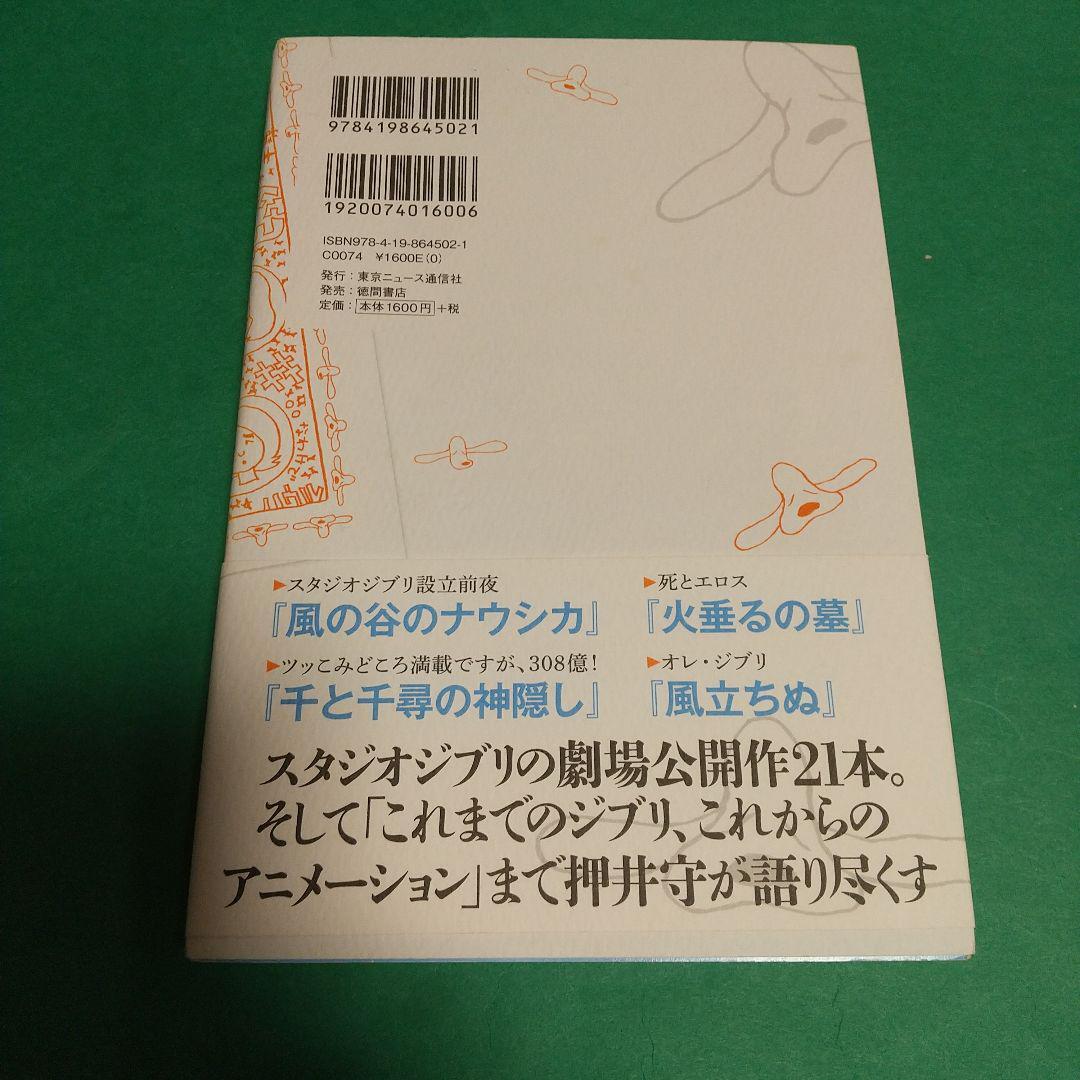 9784198645021
1920074016006
ISBN978-4-19-864502-1
C0074 ¥1600E(0)
発行：東京ニュース通信社
発売：徳間書店
定価：本体1600円＋税
▶スタジオジブリ設立前夜
『風の谷のナウシカ』
▶死とエロス
『火垂るの墓』
▶ツッこみどころ満載ですが、308億！
『千と千尋の神隠し』
▶オレ・ジブリ
『風立ちぬ』
スタジオジブリの劇場公開作21本。
そして「これまでのジブリ、これからの
アニメーション」まで押井守が語り尽くす